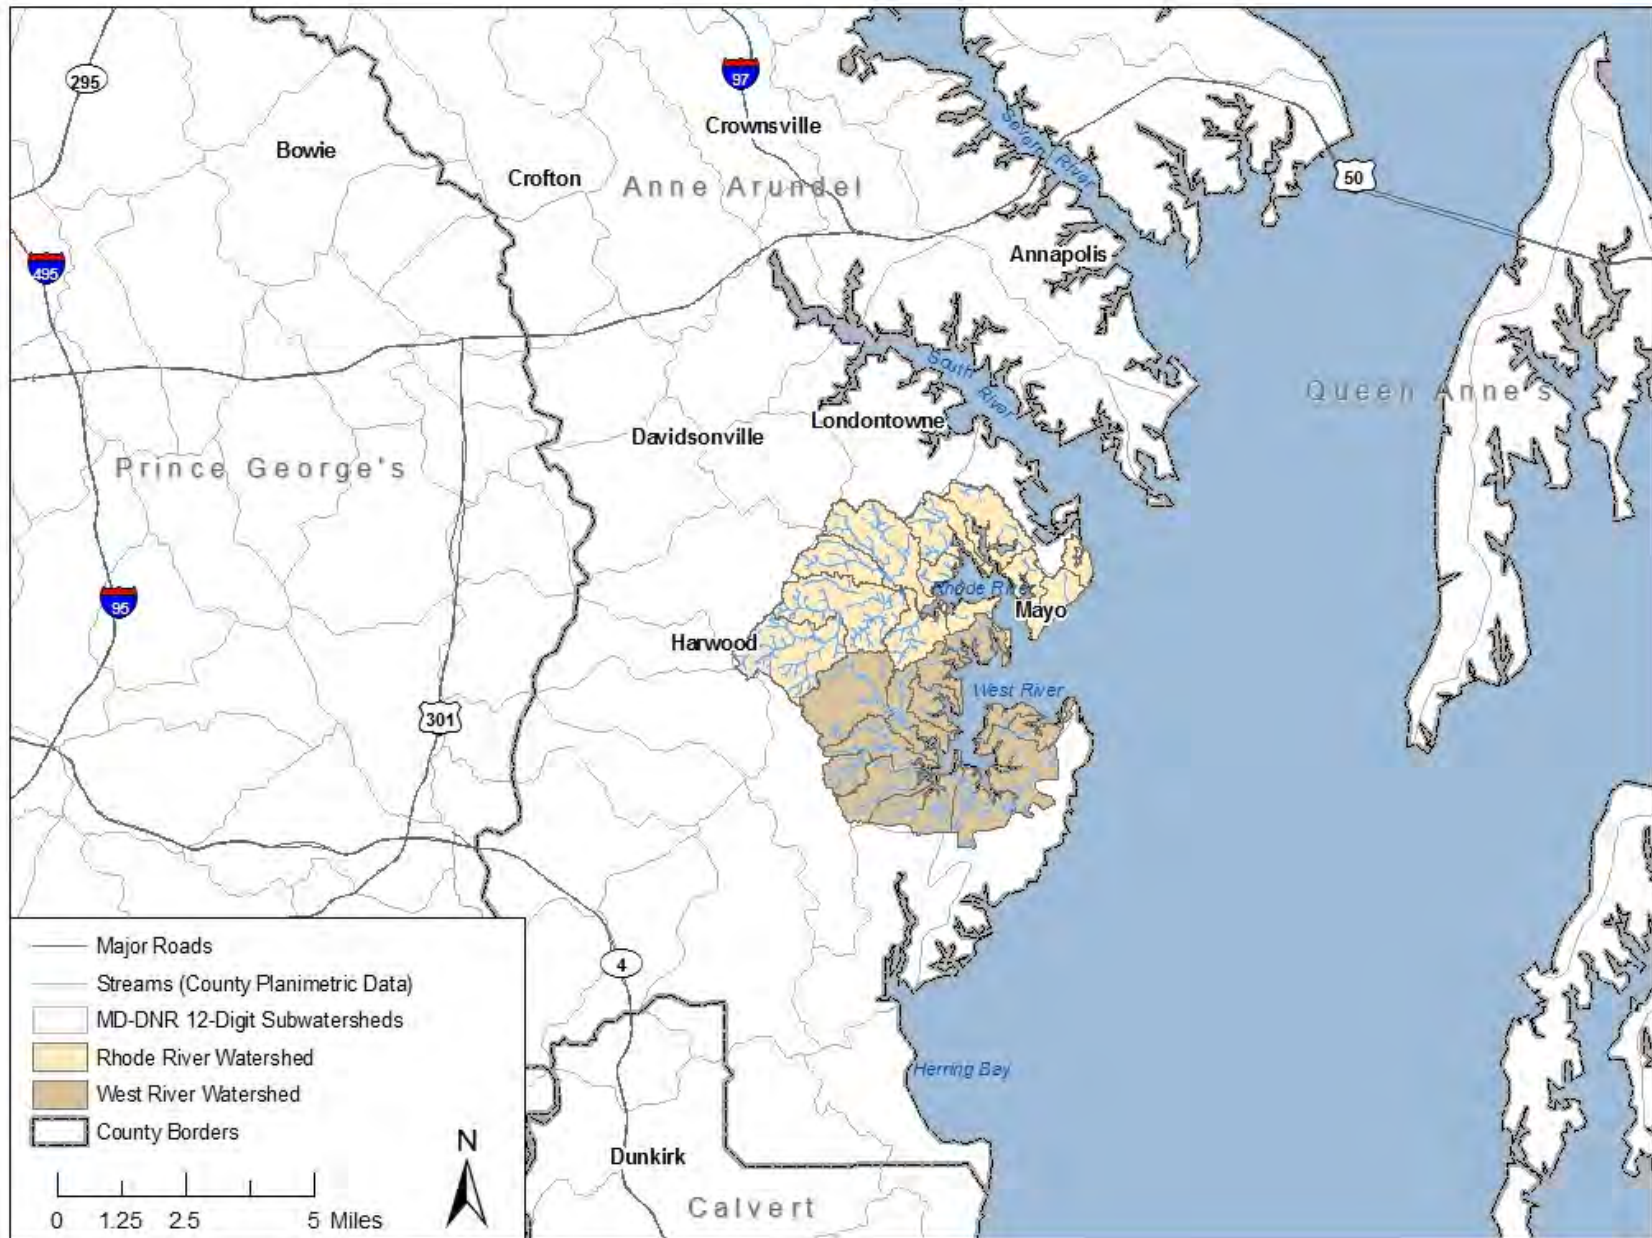 295
97
Crownsville
Bowie
Crofton
Anne Arundel
Severn River
50
495
Annapolis
South River
Queen Anne's
Londontowne
Davidsonville
Prince George's
Rhode River
95
Mayo
Harwood
West River
301
Major Roads
Streams (County Planimetric Data)
4
MD-DNR 12-Digit Subwatersheds
Rhode River Watershed
Herring Bay
West River Watershed
County Borders
N
Dunkirk
Calvert
0 1.25 2.5 5 Miles